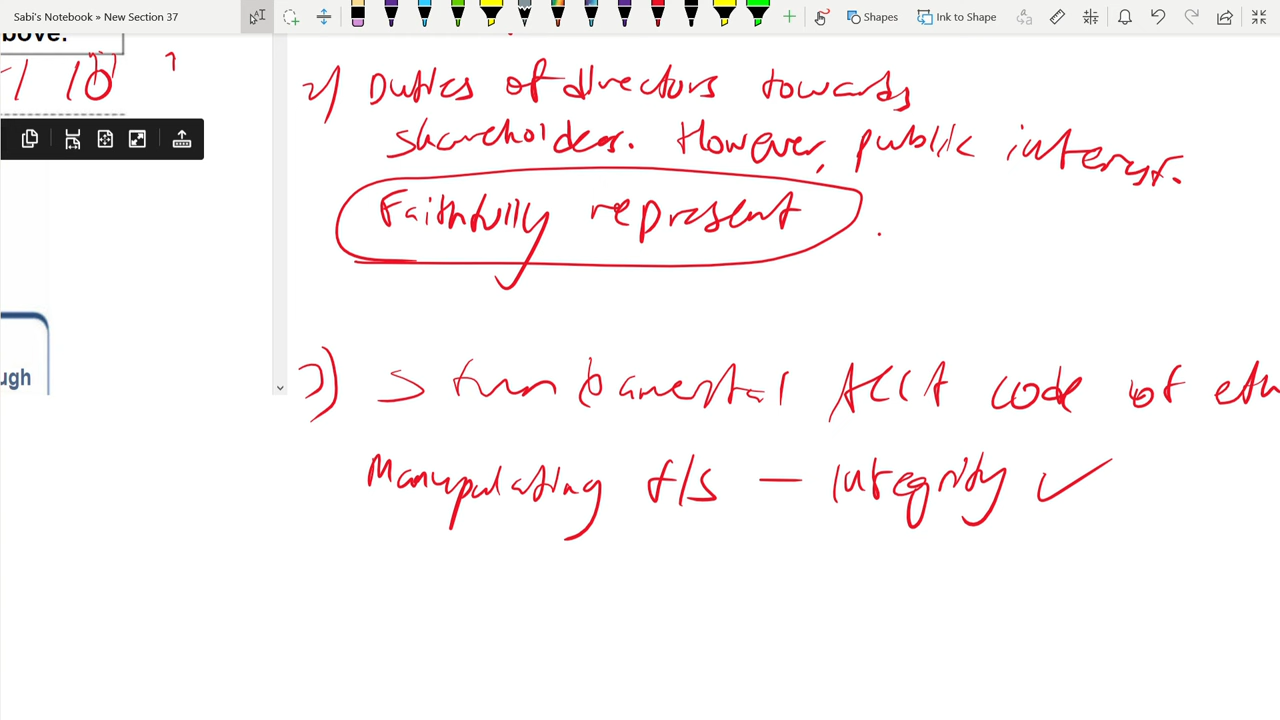 Sabi's Notebook » New Section 37
Shapes
Ink to Shape
bove.
10
2) Duties of directors towards
shareholders. However, public interest.
Faithfully represent
ugh
3) 5 fundamental ACCA code of eth
Manupulating f/s — Integrity ✓